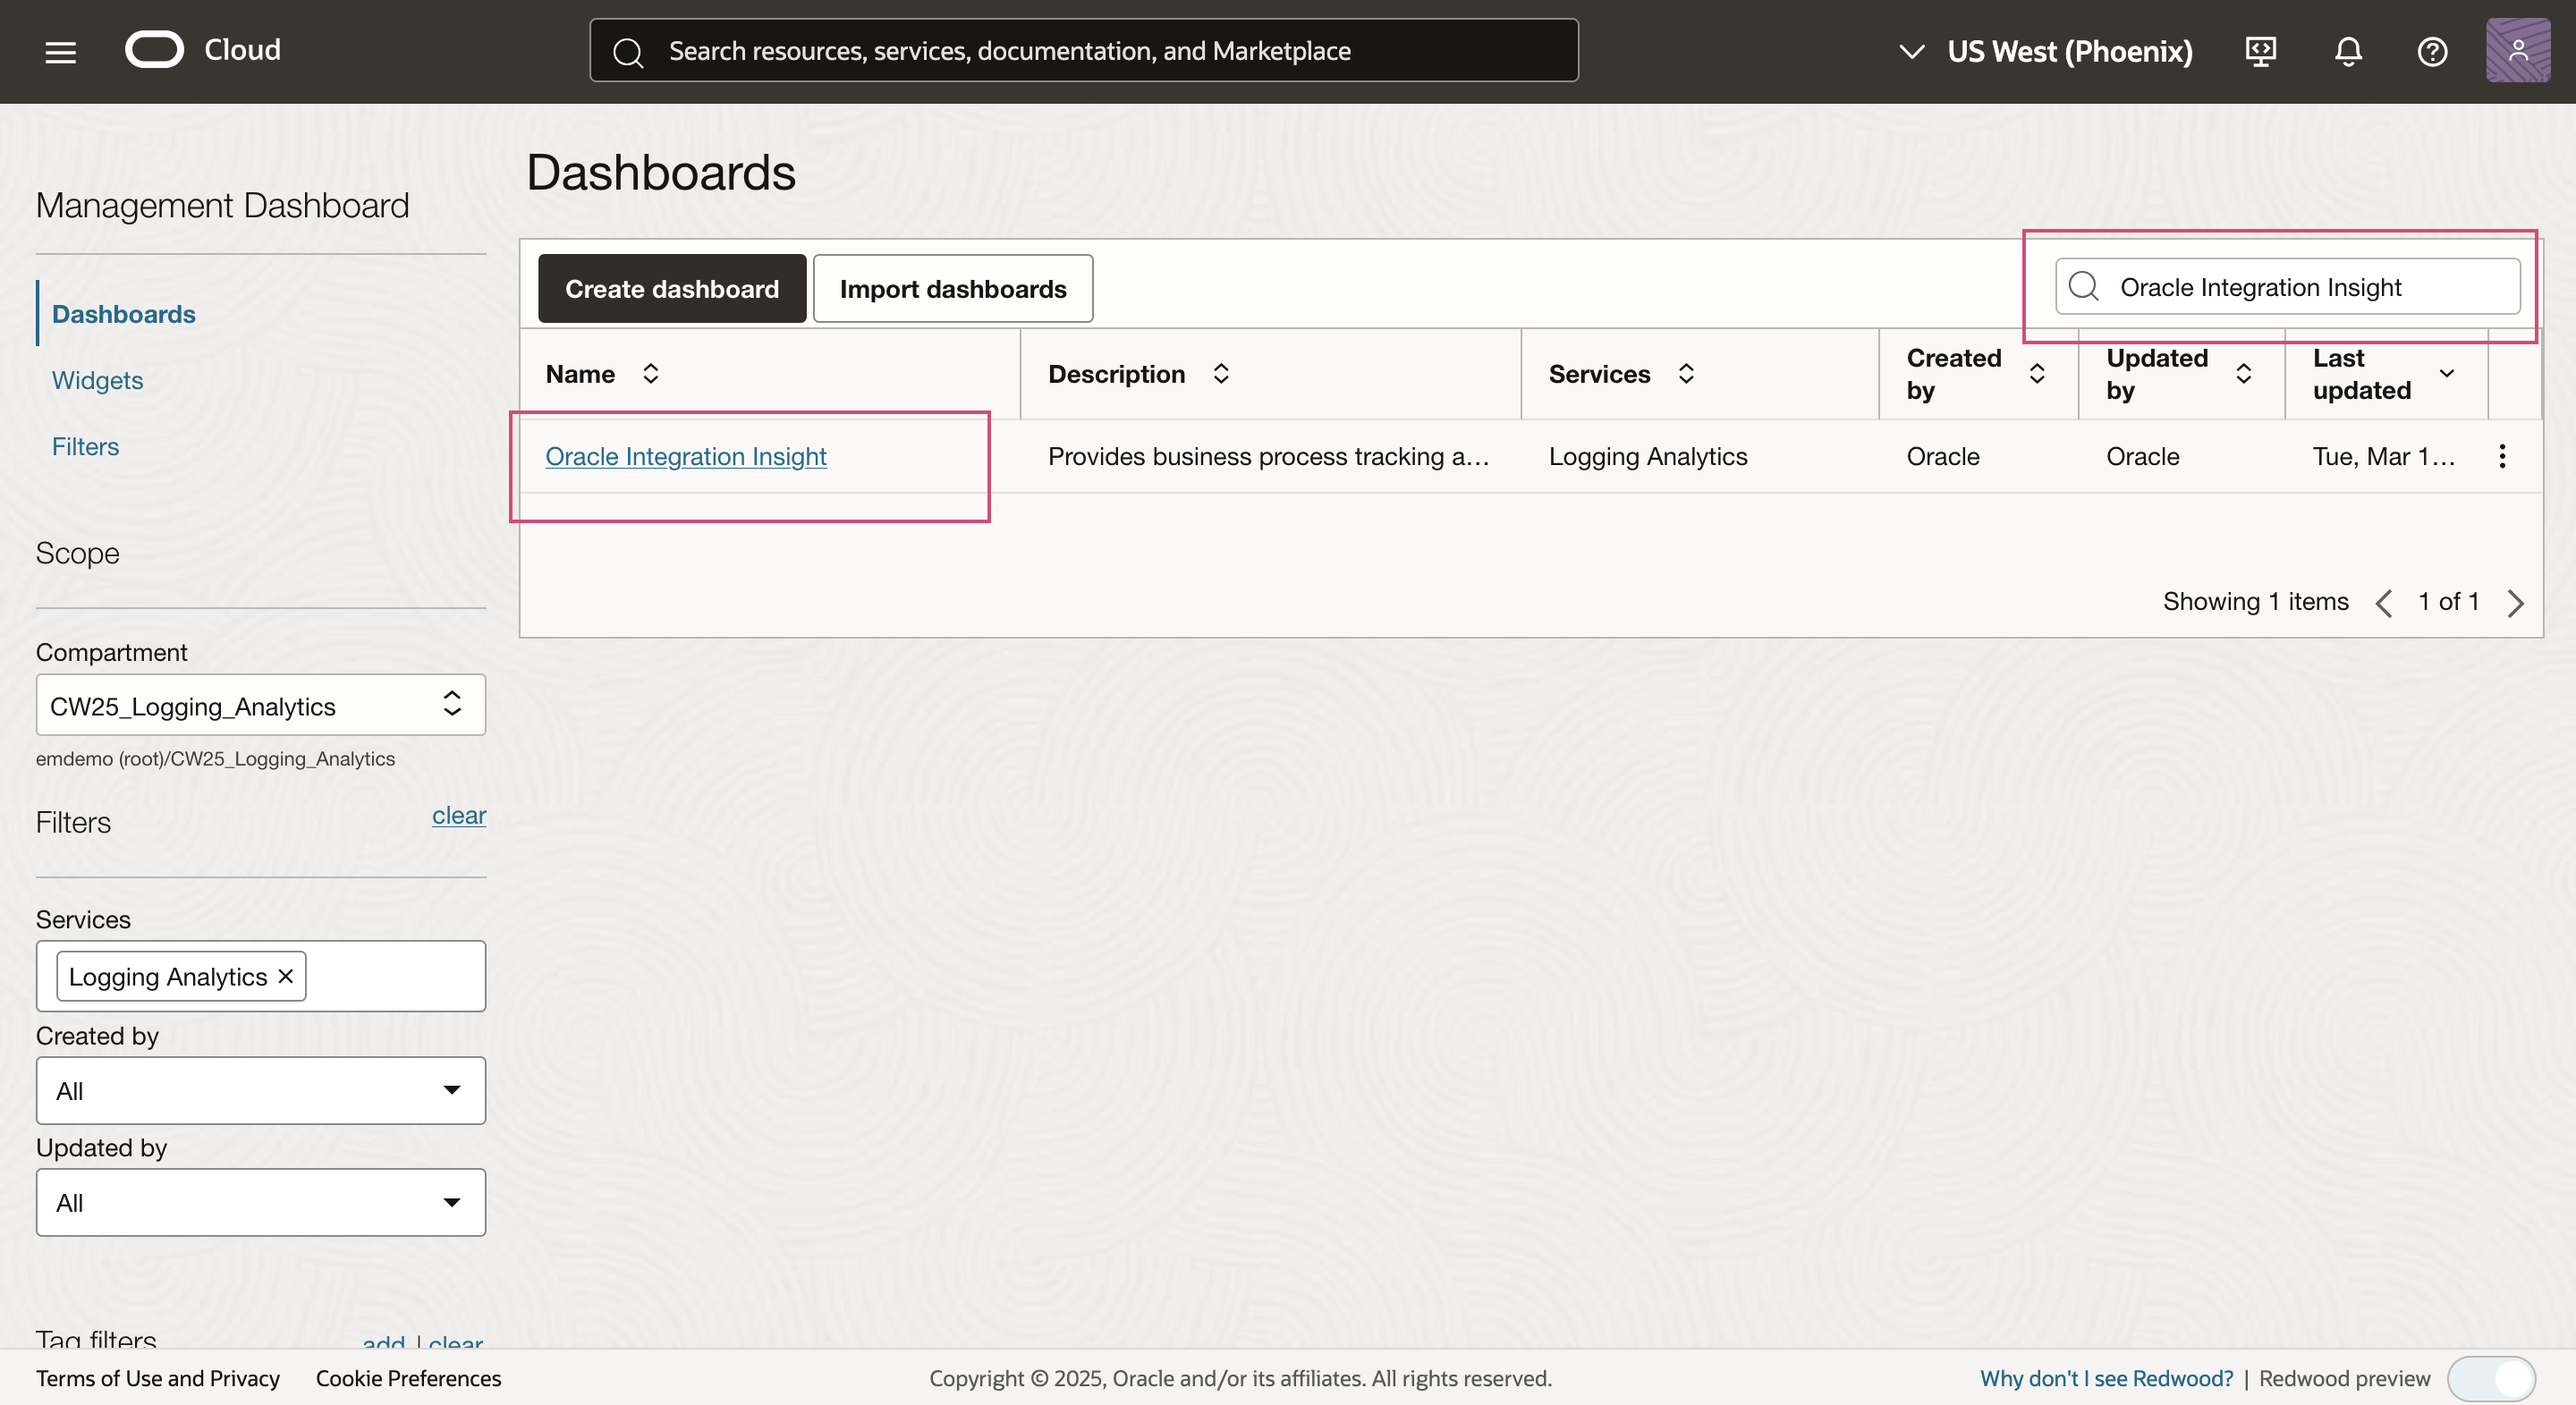 Cloud
Search resources, services, documentation, and Marketplace
US West (Phoenix)
Management Dashboard
Dashboards
Widgets
Filters
Scope
Compartment
CW25_Logging_Analytics
emdemo (root)/CW25_Logging_Analytics
Filters
clear
Services
Logging Analytics
Created by
All
Updated by
All
Tag filters
add | clear
Dashboards
Create dashboard
Import dashboards
Oracle Integration Insight
Name
Description
Services
Created by
Updated by
Last updated
Oracle Integration Insight
Provides business process tracking a...
Logging Analytics
Oracle
Oracle
Tue, Mar 1...
Showing 1 items
1 of 1
Terms of Use and Privacy
Cookie Preferences
Copyright © 2025, Oracle and/or its affiliates. All rights reserved.
Why don't I see Redwood? | Redwood preview